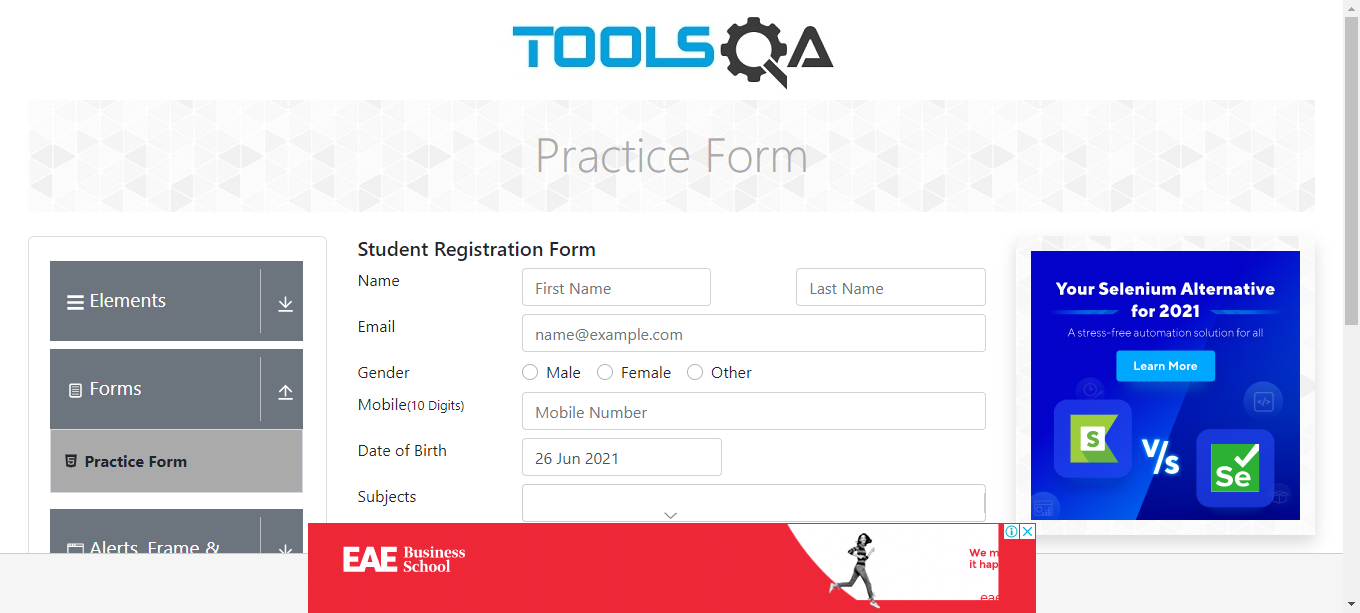 TOOLSQA
Practice Form
Elements
Forms
Practice Form
Alerts, Frame &
Student Registration Form
Name
First Name
Last Name
Email
name@example.com
Gender
Male
Female
Other
Mobile(10 Digits)
Mobile Number
Date of Birth
26 Jun 2021
Subjects
Your Selenium Alternative
for 2021
A stress-free automation solution for all
Learn More
S
V/s
Se
EAE Business
School
We m
it hap
eae